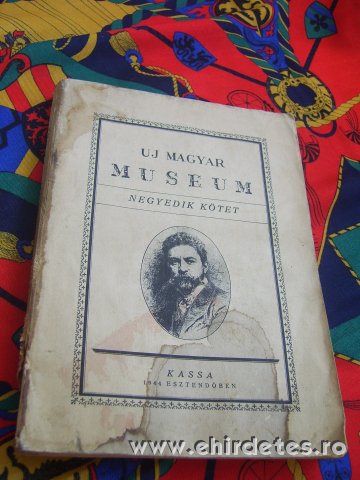 UJ MAGYAR
MUSEUM
NEGYEDIK KÖTET
KASSA
1944 ESZTENDŐBEN
www.ehirdetes.ro